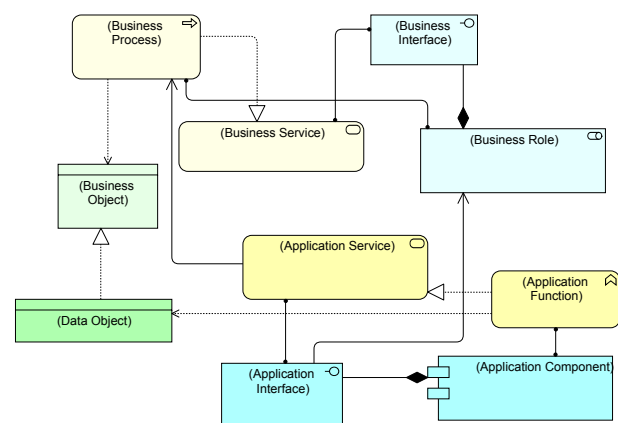 (Business
Process)
(Business
Interface)
(Business Service)
(Business Role)
(Business
Object)
(Application Service)
(Application
Function)
(Data Object)
(Application
Interface)
(Application Component)